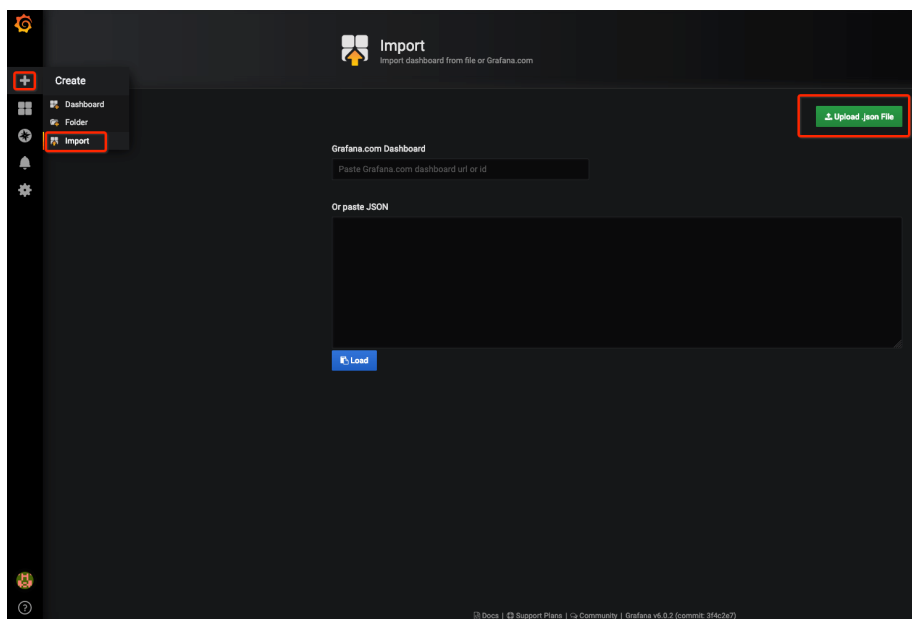 Import
Import dashboard from file or Grafana.com
Create
Dashboard
Folder
Import
Upload .json File
Grafana.com Dashboard
Paste Grafana.com dashboard url or id
Or paste JSON
Load
Docs | Support Plans | Community | Grafana v6.0.2 (commit: 3f4c2e7)